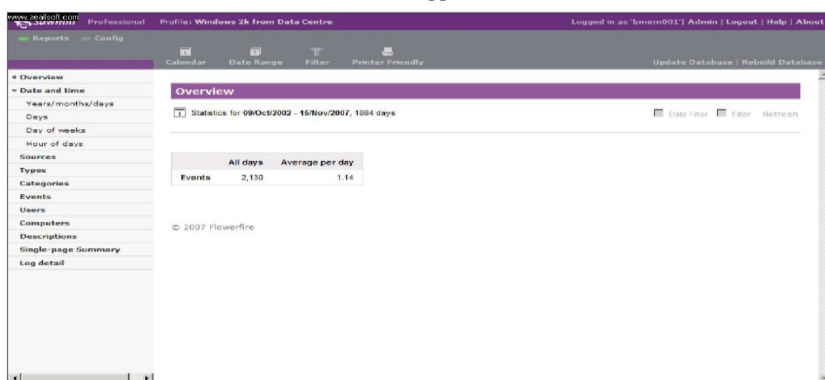 www.zealsoft.com
Sawmill Professional Profile: Windows 2k from Data Centre Logged in as 'bmem001'| Admin | Logout | Help | About
Reports Config
Calendar Date Range Filter Printer Friendly Update Database | Rebuild Database
Overview
Date and time
Years/months/days
Days
Day of weeks
Hour of days
Sources
Types
Categories
Events
Users
Computers
Descriptions
Single-page Summary
Log detail
Overview
Statistics for 09/Oct/2002 - 15/Nov/2007, 1864 days
Date Filter Filter Refresh
All days Average per day
Events 2,130 1.14
© 2007 Flowerfire